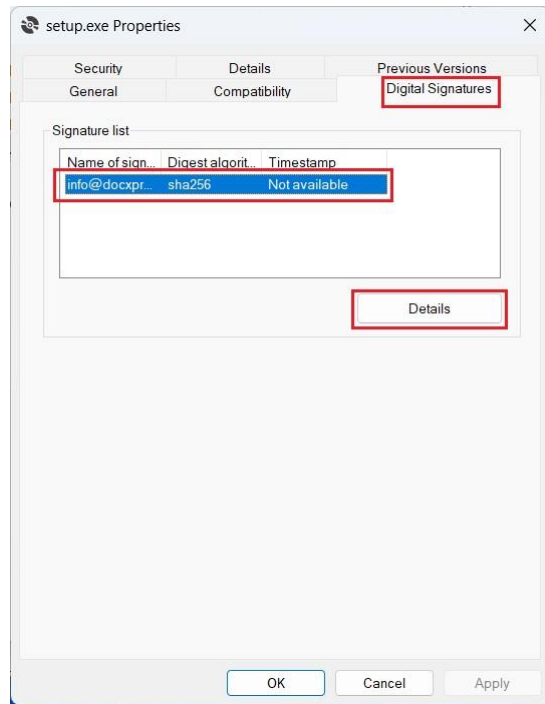 setup.exe Properties
Security Details Previous Versions
General Compatibility Digital Signatures
Signature list
Name of sign... Digest algorit... Timestamp
info@docxpr... sha256 Not available
Details
OK Cancel Apply